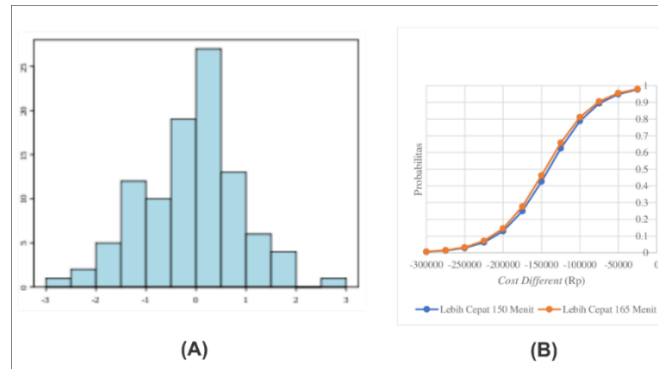 25
20
15
10
5
0
-3 -2 -1 0 1 2 3
(A)
Probabilitas
1
0.9
0.8
0.7
0.6
0.5
0.4
0.3
0.2
0.1
0
-300000 -250000 -200000 -150000 -100000 -50000 0
Cost Different (Rp)
Lebih Cepat 150 Menit Lebih Cepat 165 Menit
(B)